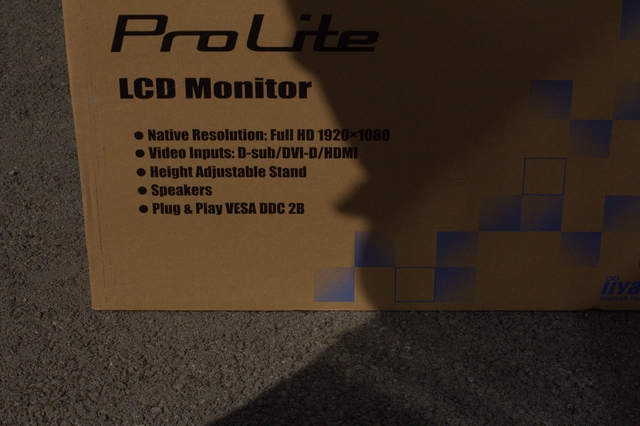 ProLite
LCD Monitor
● Native Resolution: Full HD 1920×1080
● Video Inputs: D-sub/DVI-D/HDMI
● Height Adjustable Stand
● Speakers
● Plug & Play VESA DDC 2B
iiya